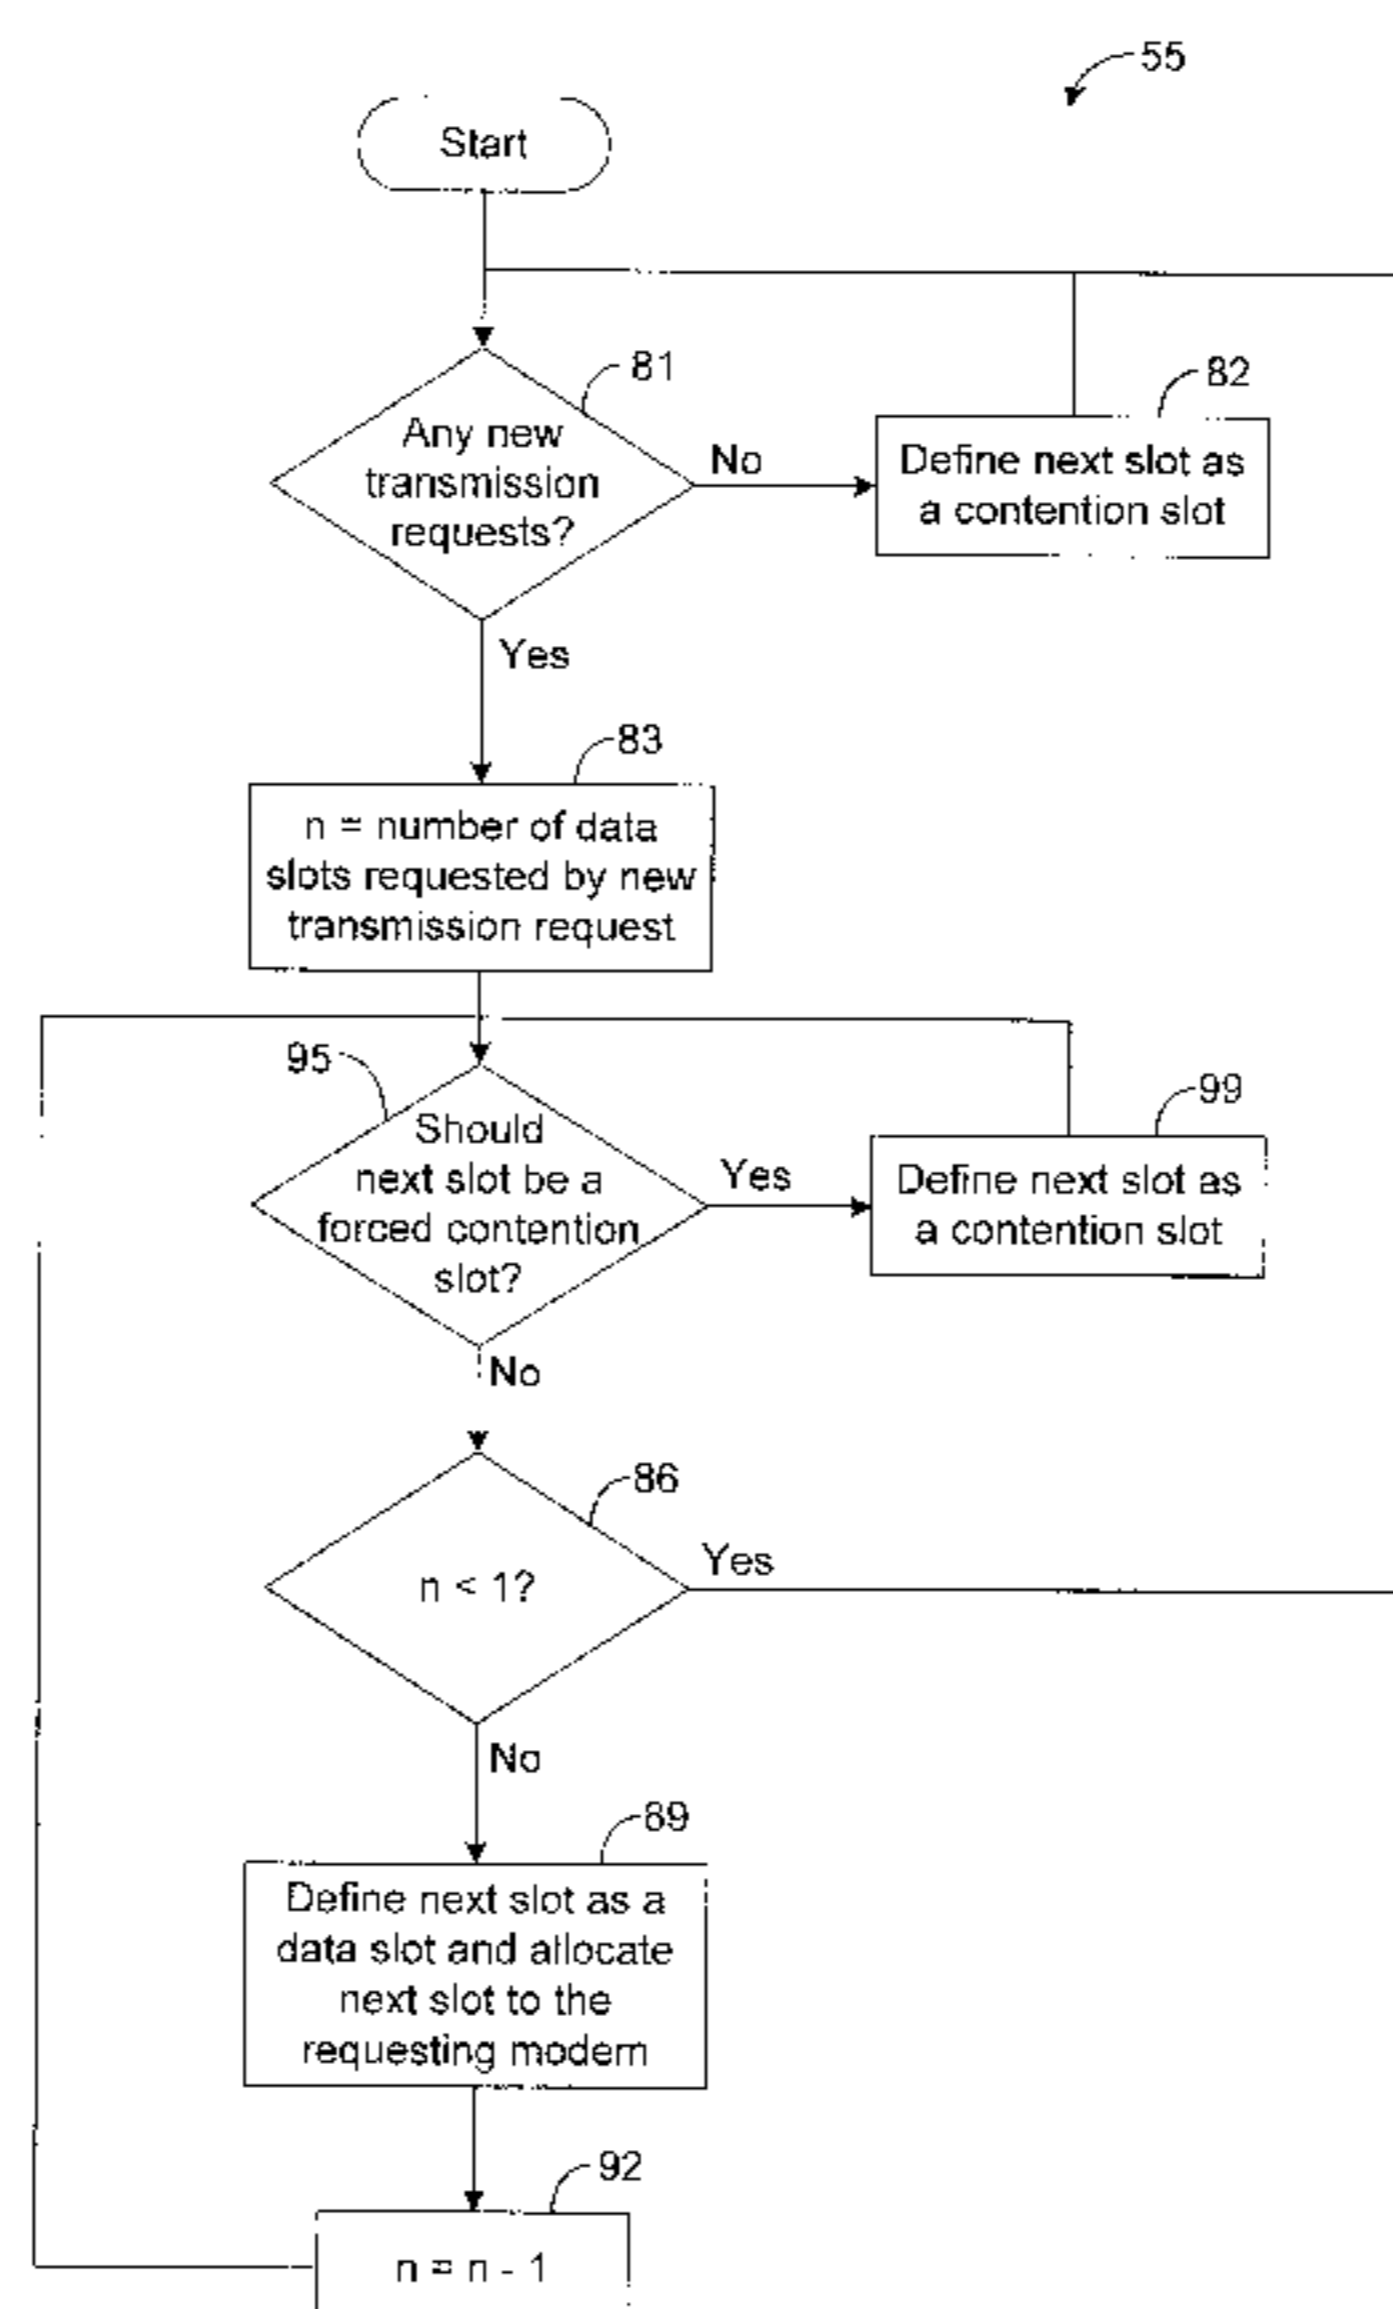 55
Start
81
Any new
transmission
requests?
No
82
Define next slot as
a contention slot
Yes
83
n = number of data
slots requested by new
transmission request
95
Should
next slot be a
forced contention
slot?
Yes
99
Define next slot as
a contention slot
No
86
n < 1?
Yes
No
89
Define next slot as a
data slot and allocate
next slot to the
requesting modem
92
n = n - 1